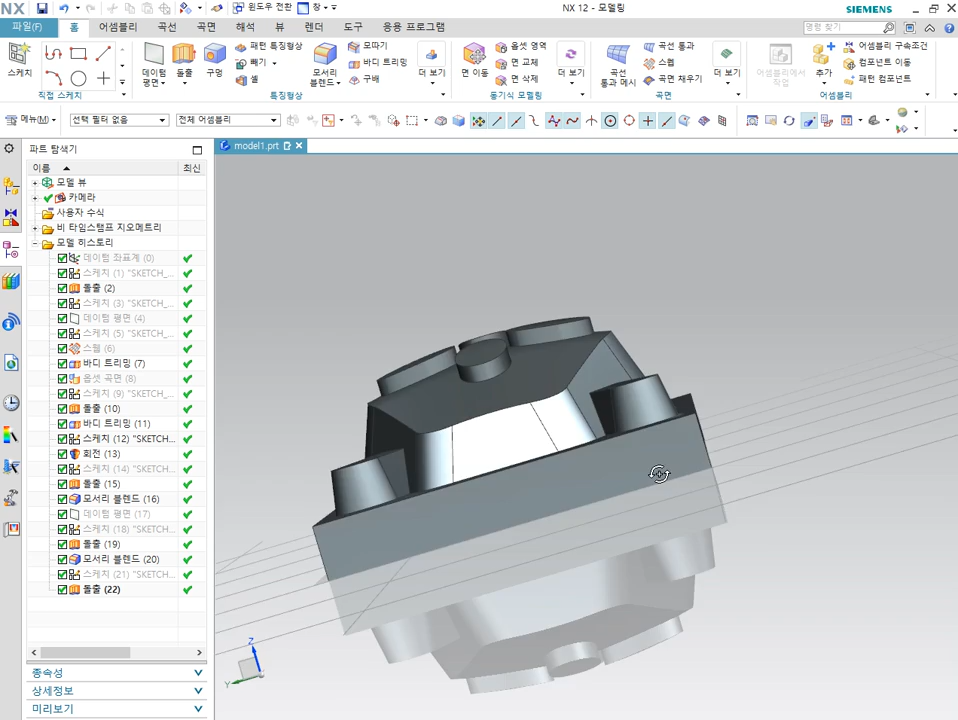 NX
윈도우 전환
창
NX 12 - 모델링
SIEMENS
파일(F)
홈
어셈블리
곡선
곡면
해석
뷰
렌더
도구
응용 프로그램
명령 찾기
스케치
직접 스케치
데이텀
평면
돌출
구멍
패턴 특징형상
빼기
셸
모서리
블렌드
모따기
바디 트리밍
구배
더 보기
특징형상
면 이동
옵셋 영역
면 교체
면 삭제
더 보기
동기식 모델링
곡선
통과 메시
곡선 통과
스웹
곡면 채우기
더 보기
곡면
어셈블리에서
작업
추가
어셈블리 구속조건
컴포넌트 이동
패턴 컴포넌트
어셈블리
메뉴(M)
선택 필터 없음
전체 어셈블리
파트 탐색기
model1.prt
이름
최신
모델 뷰
카메라
사용자 수식
비 타임스탬프 지오메트리
모델 히스토리
데이텀 좌표계 (0)
스케치 (1) "SKETCH_...
돌출 (2)
스케치 (3) "SKETCH_...
데이텀 평면 (4)
스케치 (5) "SKETCH_...
스웹 (6)
바디 트리밍 (7)
옵셋 곡면 (8)
스케치 (9) "SKETCH_...
돌출 (10)
바디 트리밍 (11)
스케치 (12) "SKETCH...
회전 (13)
스케치 (14) "SKETCH...
돌출 (15)
모서리 블렌드 (16)
데이텀 평면 (17)
스케치 (18) "SKETCH...
돌출 (19)
모서리 블렌드 (20)
스케치 (21) "SKETCH...
돌출 (22)
종속성
상세정보
미리보기
Z
Y